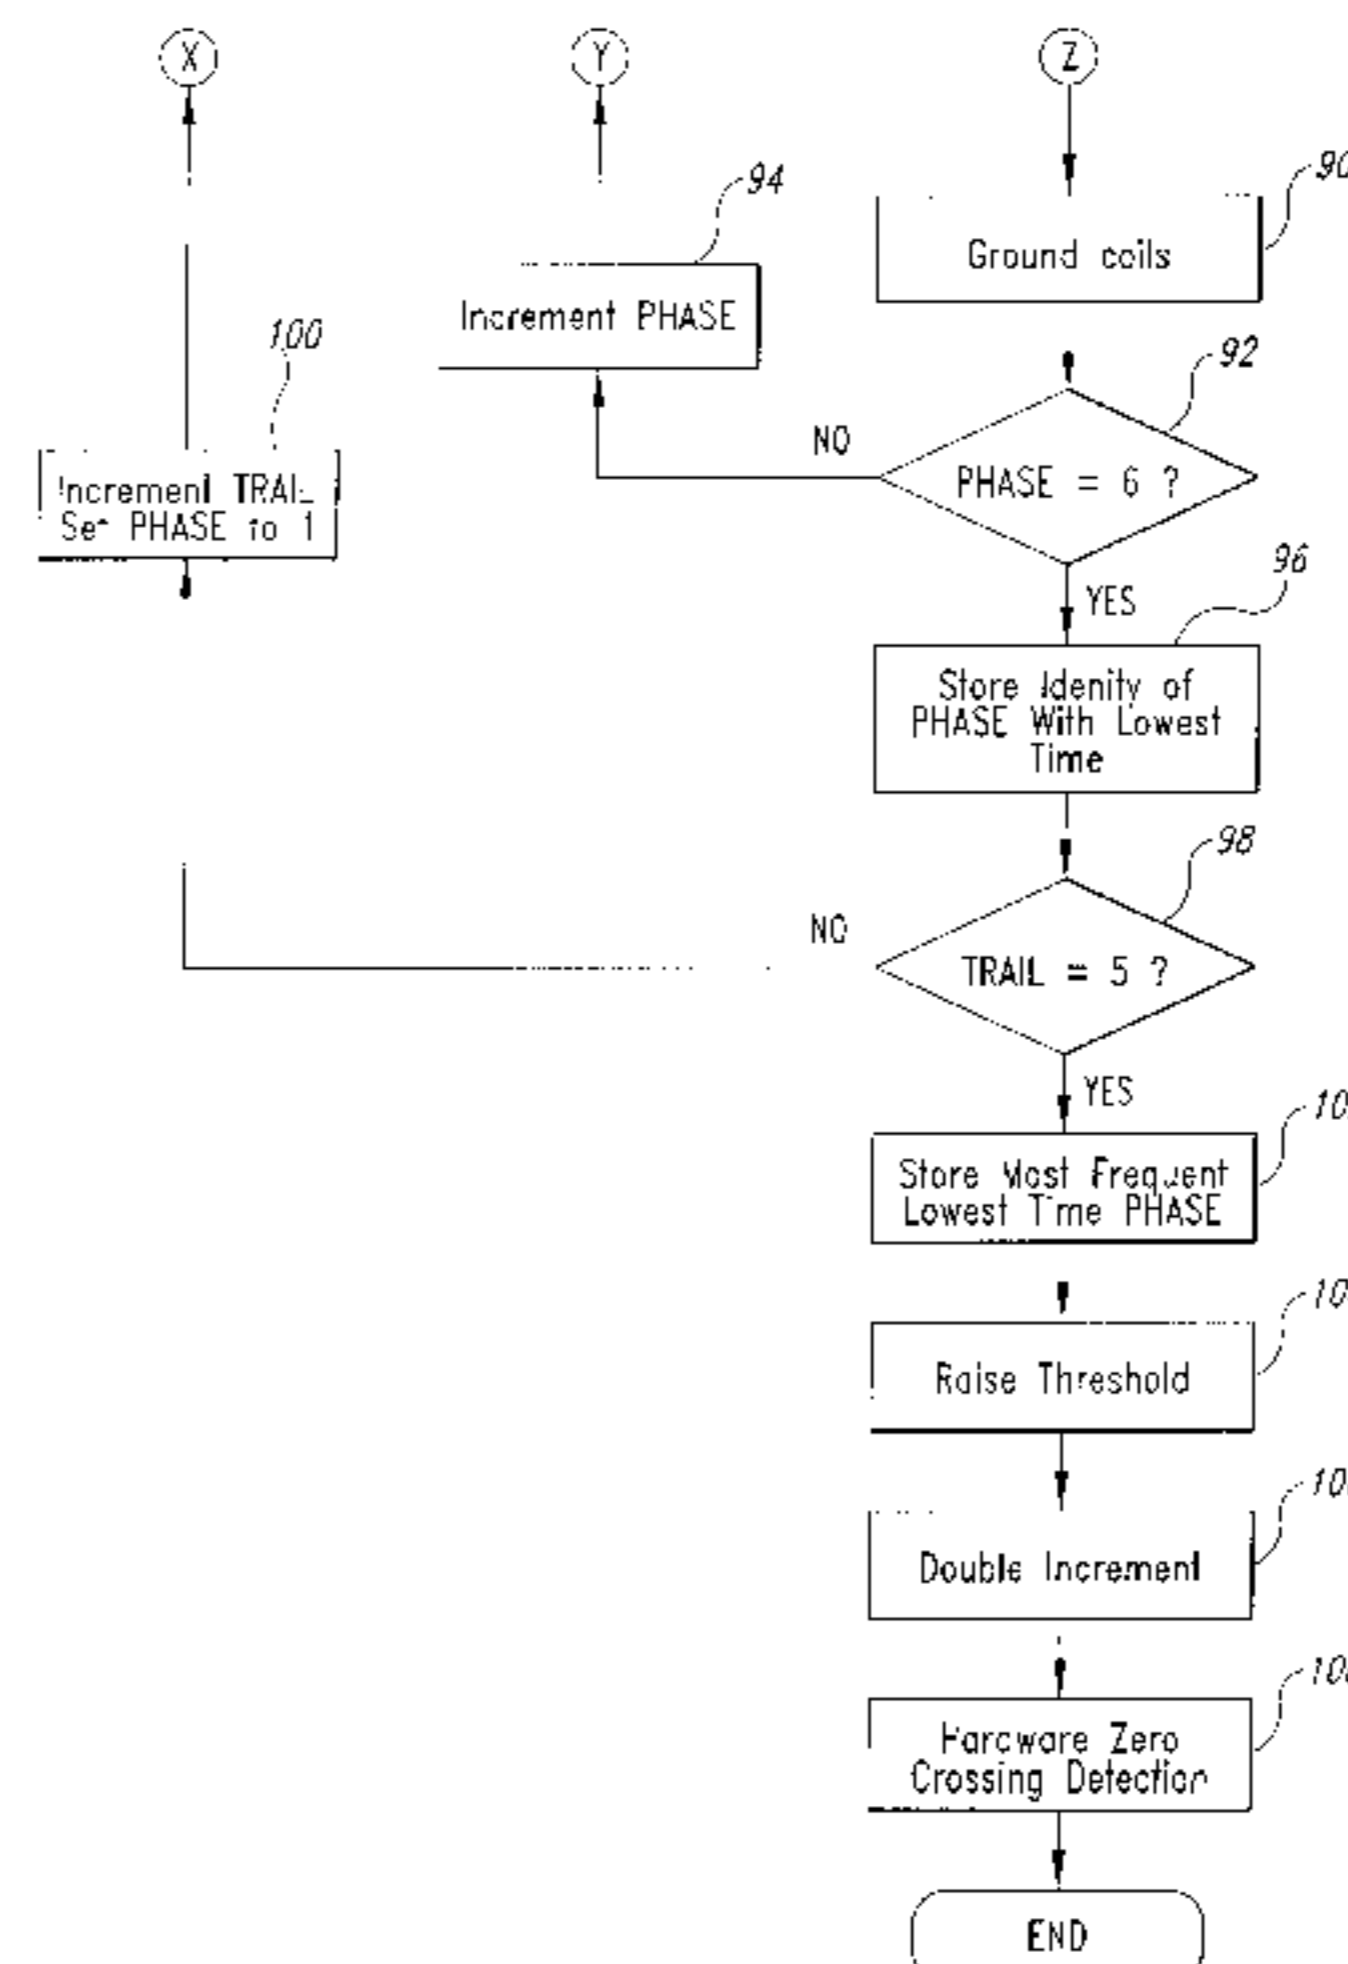 X
Y
Z
90
Ground coils
94
Increment PHASE
92
NO
PHASE = 6 ?
YES
100
Increment TRAIL
Set PHASE to 1
96
Store Idenity of
PHASE With Lowest
Time
98
NO
TRAIL = 5 ?
YES
Store Most Frequent
Lowest Time PHASE
Raise Threshold
Double Increment
Hardware Zero
Crossing Detection
END